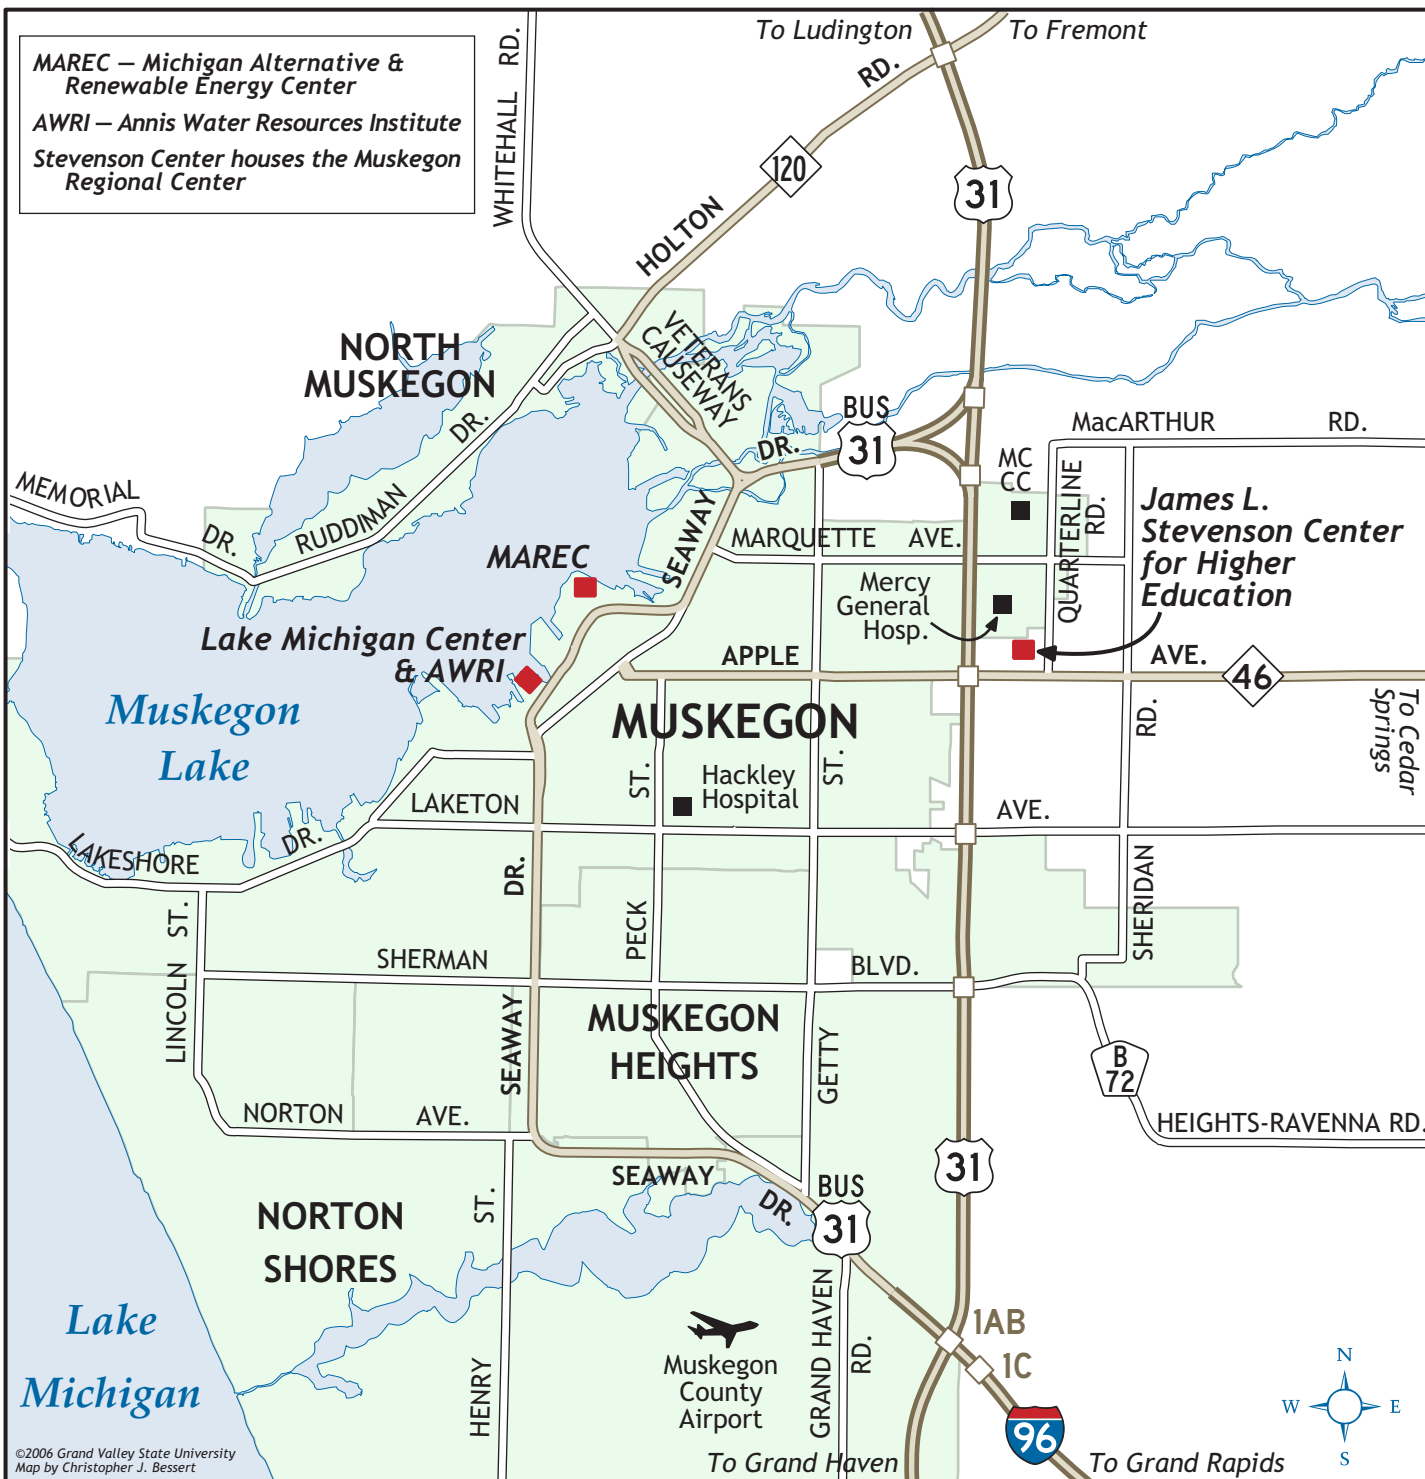 MAREC — Michigan Alternative &
Renewable Energy Center
AWRI — Annis Water Resources Institute
Stevenson Center houses the Muskegon
Regional Center
WHITEHALL RD.
To Ludington
To Fremont
RD.
120
HOLTON
31
NORTH
MUSKEGON
VETERANS
CAUSEWAY
BUS
31
DR.
MacARTHUR RD.
MC
CC
QUARTERLINE
RD.
James L.
Stevenson Center
for Higher
Education
MEMORIAL
DR.
RUDDIMAN
DR.
MAREC
SEAWAY
MARQUETTE AVE.
Mercy
General
Hosp.
Lake Michigan Center
& AWRI
APPLE
AVE.
46
To Cedar
Springs
Muskegon
Lake
MUSKEGON
ST.
Hackley
Hospital
ST.
RD.
LAKETON
AVE.
LAKESHORE
DR.
DR.
PECK
SHERIDAN
LINCOLN ST.
SHERMAN
BLVD.
SEAWAY
MUSKEGON
HEIGHTS
GETTY
B
72
NORTON AVE.
HEIGHTS-RAVENNA RD.
SEAWAY
DR.
BUS
31
31
NORTON
SHORES
ST.
HENRY
Lake
Michigan
Muskegon
County
Airport
GRAND HAVEN
RD.
1AB
1C
96
N
W
E
S
To Grand Haven
To Grand Rapids
©2006 Grand Valley State University
Map by Christopher J. Bessert